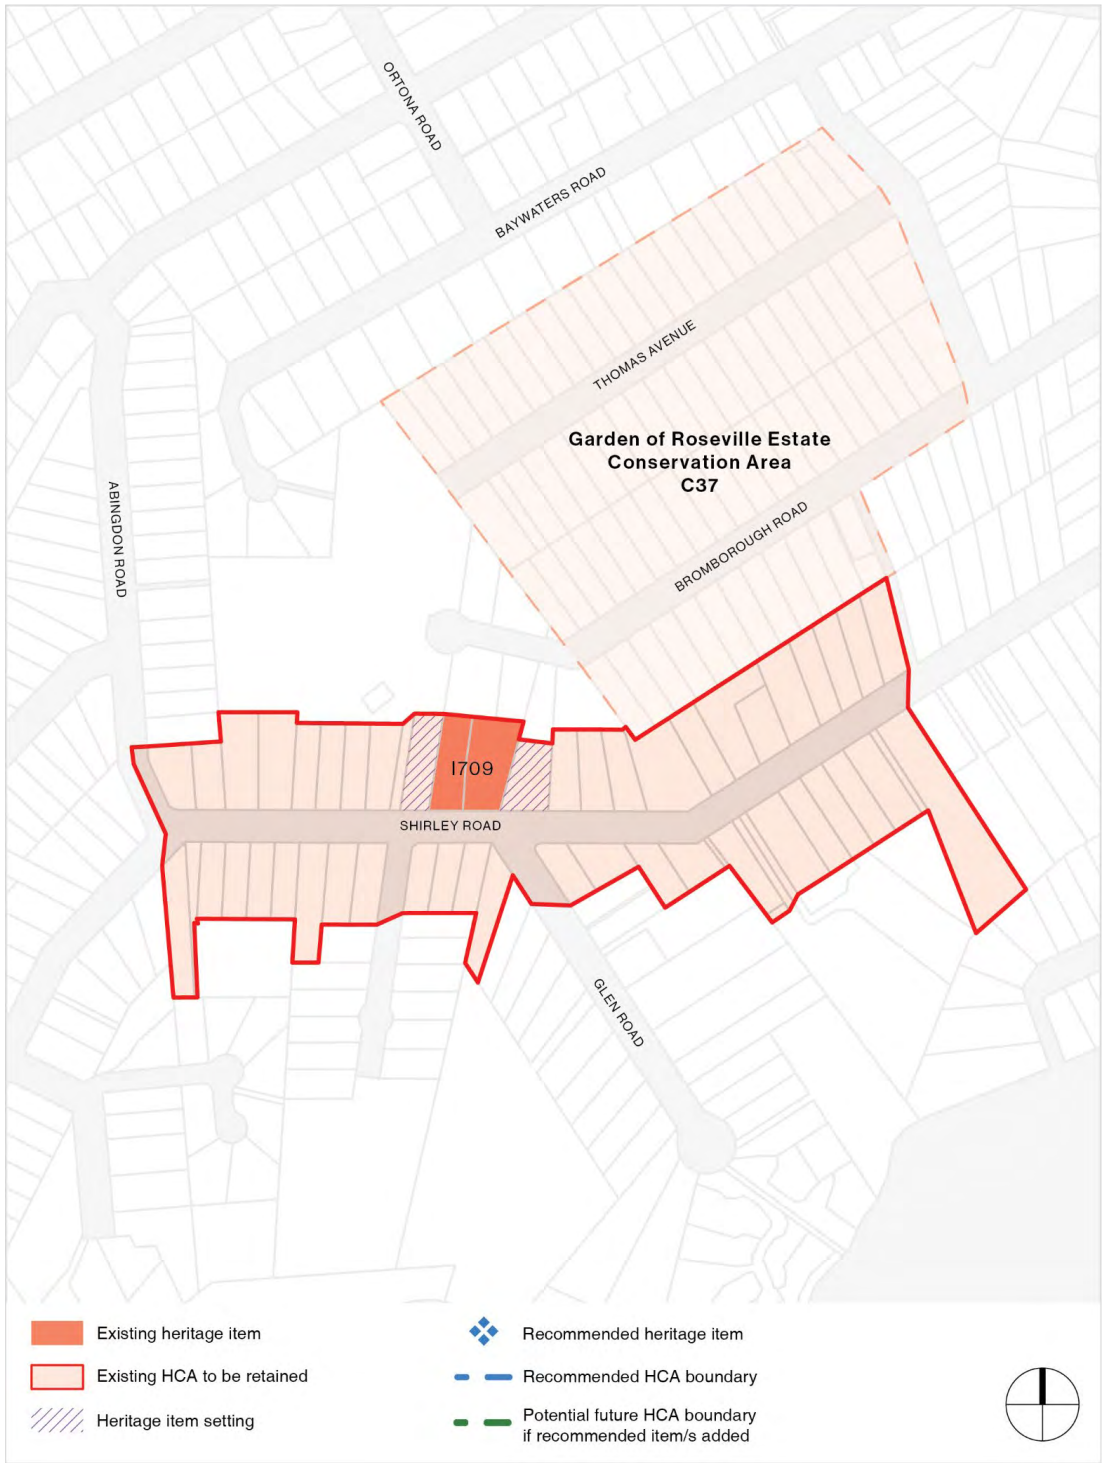 ORTONA ROAD
BAYWATERS ROAD
THOMAS AVENUE
Garden of Roseville Estate
Conservation Area
C37
ABINGDON ROAD
BROMBOROUGH ROAD
I709
SHIRLEY ROAD
GLEN ROAD
Existing heritage item
Existing HCA to be retained
Heritage item setting
Recommended heritage item
Recommended HCA boundary
Potential future HCA boundary
if recommended item/s added